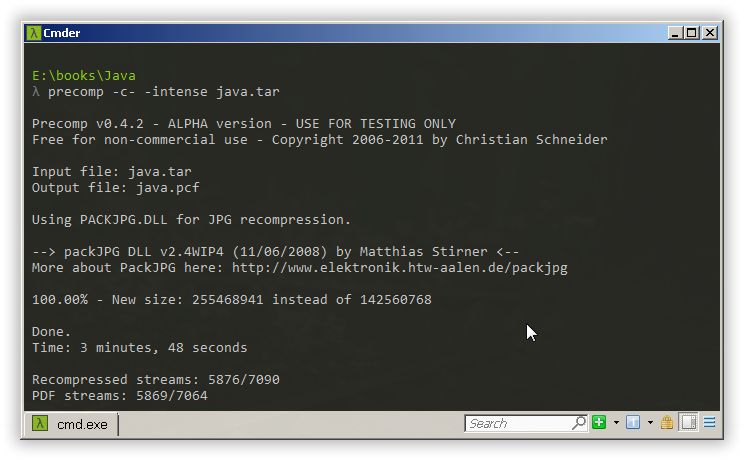 Cmder
E:\books\Java
λ precomp -c- -intense java.tar
Precomp v0.4.2 - ALPHA version - USE FOR TESTING ONLY
Free for non-commercial use - Copyright 2006-2011 by Christian Schneider
Input file: java.tar
Output file: java.pcf
Using PACKJPG.DLL for JPG recompression.
--> packJPG DLL v2.4WIP4 (11/06/2008) by Matthias Stirner <--
More about PackJPG here: http://www.elektronik.htw-aalen.de/packjpg
100.00% - New size: 255468941 instead of 142560768
Done.
Time: 3 minutes, 48 seconds
Recompressed streams: 5876/7090
PDF streams: 5869/7064
cmd.exe
Search